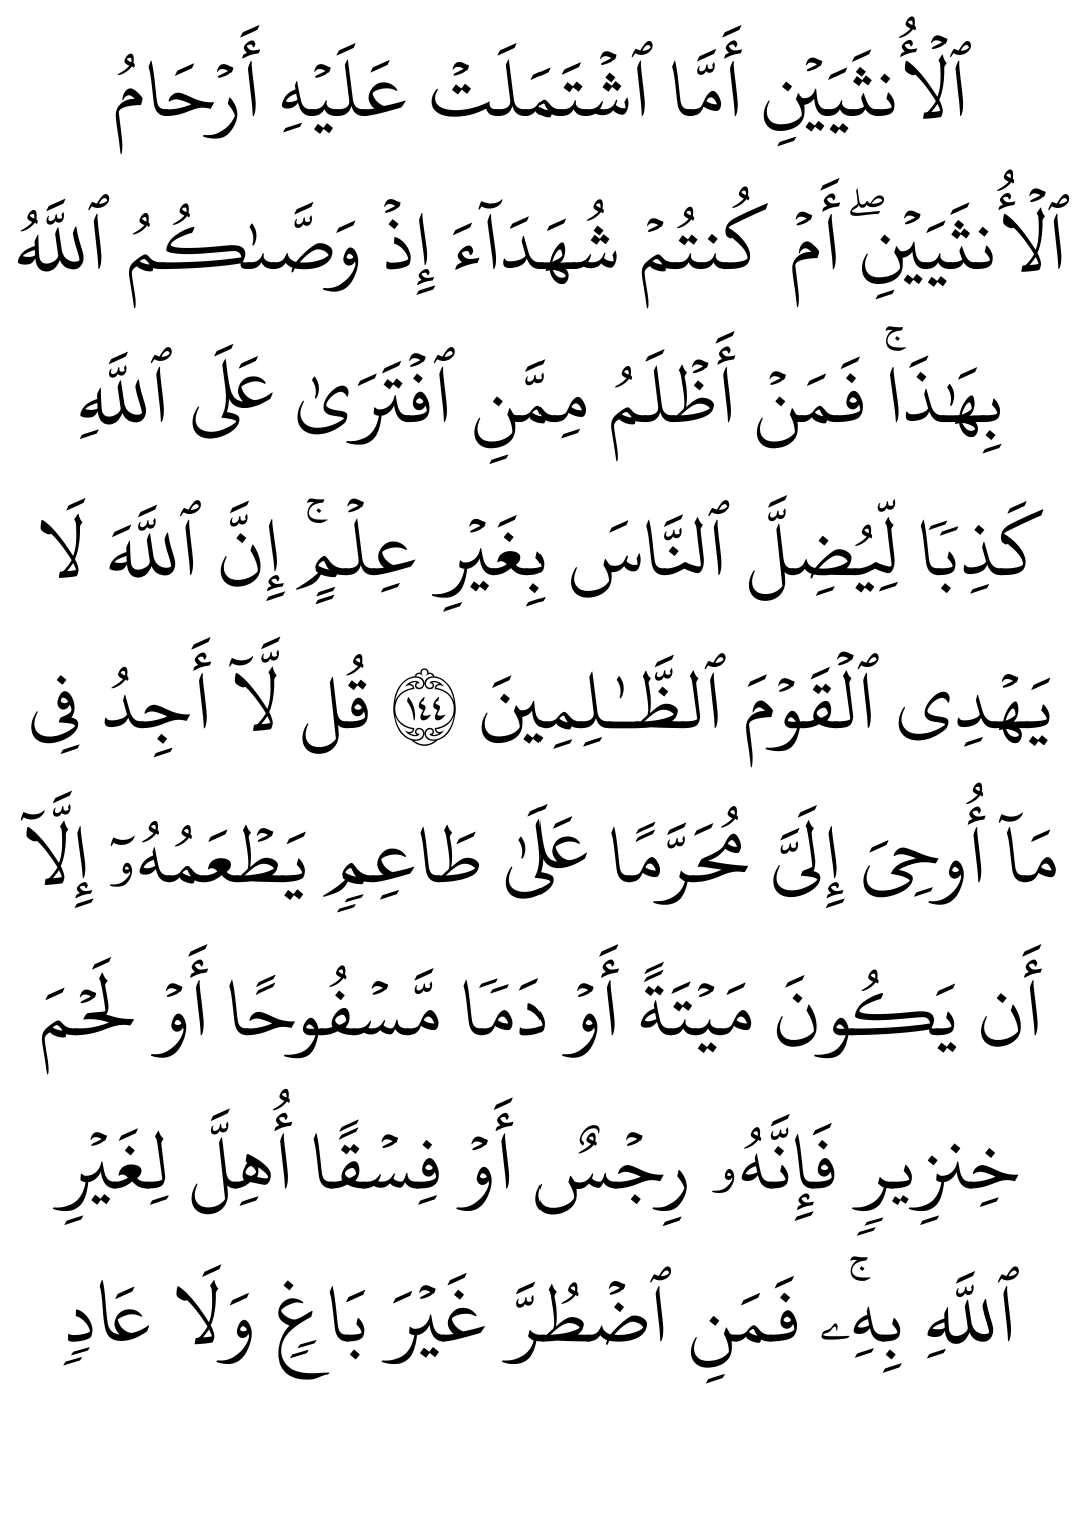 ٱلۡأُنثَيَيۡنِ أَمَّا ٱشۡتَمَلَتۡ عَلَيۡهِ أَرۡحَامُ
ٱلۡأُنثَيَيۡنِۖ أَمۡ كُنتُمۡ شُهَدَآءَ إِذۡ وَصَّىٰكُمُ ٱللَّهُ
بِهَٰذَاۚ فَمَنۡ أَظۡلَمُ مِمَّنِ ٱفۡتَرَىٰ عَلَى ٱللَّهِ
كَذِبٗا لِّيُضِلَّ ٱلنَّاسَ بِغَيۡرِ عِلۡمٍۚ إِنَّ ٱللَّهَ لَا
يَهۡدِي ٱلۡقَوۡمَ ٱلظَّٰلِمِينَ ١٤٤ قُل لَّآ أَجِدُ فِي
مَآ أُوحِيَ إِلَيَّ مُحَرَّمًا عَلَىٰ طَاعِمٖ يَطۡعَمُهُۥٓ إِلَّآ
أَن يَكُونَ مَيۡتَةً أَوۡ دَمٗا مَّسۡفُوحًا أَوۡ لَحۡمَ
خِنزِيرٖ فَإِنَّهُۥ رِجۡسٌ أَوۡ فِسۡقًا أُهِلَّ لِغَيۡرِ
ٱللَّهِ بِهِۦۚ فَمَنِ ٱضۡطُرَّ غَيۡرَ بَاغٖ وَلَا عَادٖ